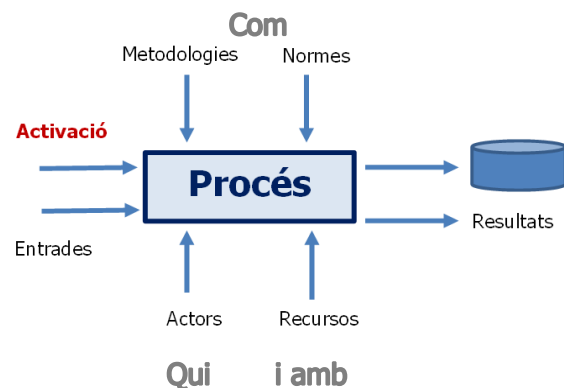 Com
Metodologies Normes
Activació
Procés
Resultats
Entrades
Actors Recursos
Qui i amb